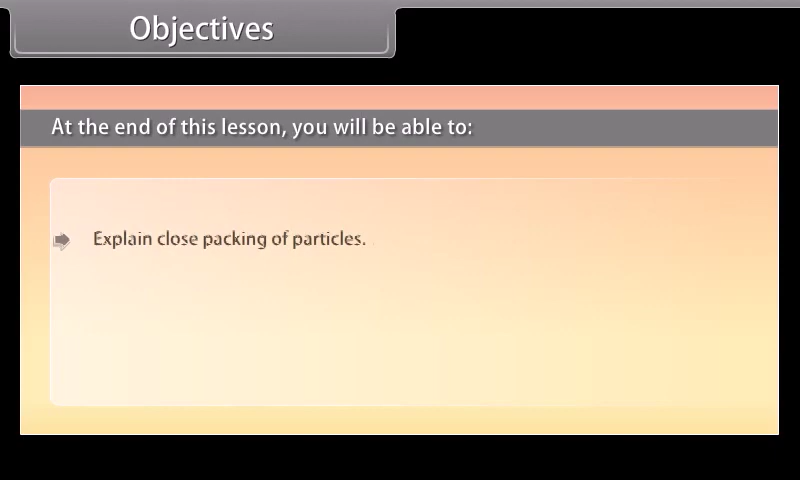 Objectives
At the end of this lesson, you will be able to:
Explain close packing of particles.